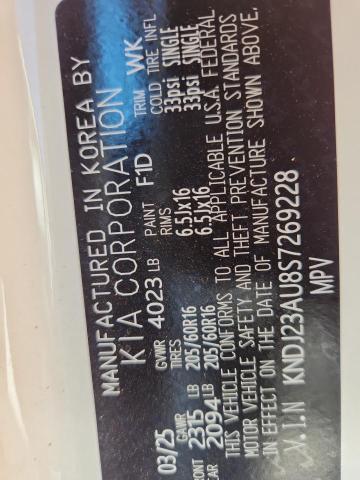 MANUFACTURED IN KOREA BY
KIA CORPORATION
03/25 GVWR 4023 LB PAINT F1D TRIM WK
GAWR TIRES RIMS COLD TIRE INFL
FRONT 2315 LB 205/60R16 6.5Jx16 33psi SINGLE
2094 LB 205/60R16 6.5Jx16 33psi SINGLE
THIS VEHICLE CONFORMS TO ALL APPLICABLE U.S.A. FEDERAL
MOTOR VEHICLE SAFETY AND THEFT PREVENTION STANDARDS
IN EFFECT ON THE DATE OF MANUFACTURE SHOWN ABOVE.
V.I.N KNDJ23AU8S7269228
MPV